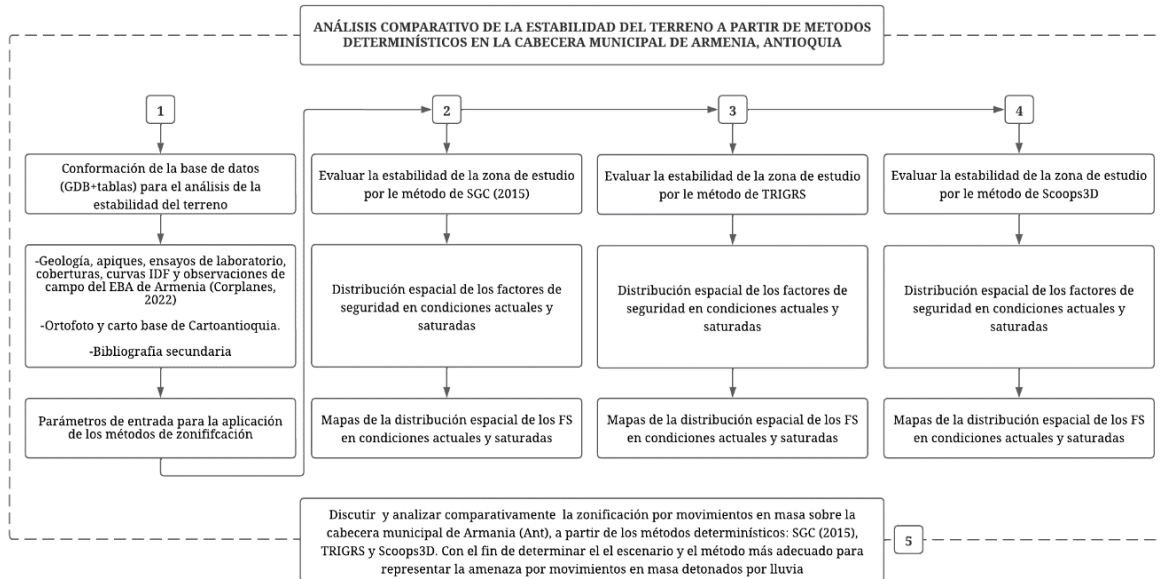 ANÁLISIS COMPARATIVO DE LA ESTABILIDAD DEL TERRENO A PARTIR DE METODOS
DETERMINÍSTICOS EN LA CABECERA MUNICIPAL DE ARMENIA, ANTIOQUIA
1
Conformación de la base de datos
(GDB+tablas) para el análisis de la
estabilidad del terreno
-Geología, apiques, ensayos de laboratorio,
coberturas, curvas IDF y observaciones de
campo del EBA de Armenia (Corplanes,
2022)
-Ortofoto y carto base de Cartoantioquia.
-Bibliografia secundaria
Parámetros de entrada para la aplicación
de los métodos de zonififcación
2
Evaluar la estabilidad de la zona de estudio
por le método de SGC (2015)
Distribución espacial de los factores de
seguridad en condiciones actuales y
saturadas
Mapas de la distribución espacial de los FS
en condiciones actuales y saturadas
3
Evaluar la estabilidad de la zona de estudio
por le método de TRIGRS
Distribución espacial de los factores de
seguridad en condiciones actuales y
saturadas
Mapas de la distribución espacial de los FS
en condiciones actuales y saturadas
4
Evaluar la estabilidad de la zona de estudio
por le método de Scoops3D
Distribución espacial de los factores de
seguridad en condiciones actuales y
saturadas
Mapas de la distribución espacial de los FS
en condiciones actuales y saturadas
Discutir y analizar comparativamente la zonificación por movimientos en masa sobre la
cabecera municipal de Armania (Ant), a partir de los métodos determinísticos: SGC (2015),
TRIGRS y Scoops3D. Con el fin de determinar el el escenario y el método más adecuado para
representar la amenaza por movimientos en masa detonados por lluvia
5